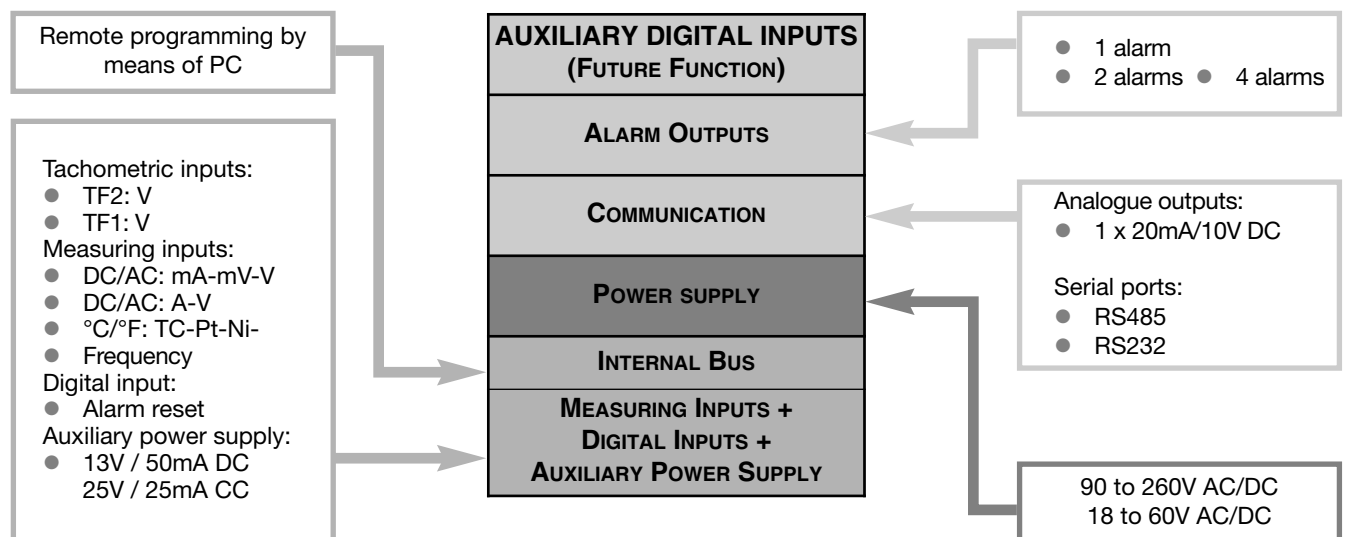 Remote programming by
means of PC
Tachometric inputs:
● TF2: V
● TF1: V
Measuring inputs:
● DC/AC: mA-mV-V
● DC/AC: A-V
● °C/°F: TC-Pt-Ni-
● Frequency
Digital input:
● Alarm reset
Auxiliary power supply:
● 13V / 50mA DC
25V / 25mA CC
AUXILIARY DIGITAL INPUTS
(FUTURE FUNCTION)
ALARM OUTPUTS
COMMUNICATION
POWER SUPPLY
INTERNAL BUS
MEASURING INPUTS +
DIGITAL INPUTS +
AUXILIARY POWER SUPPLY
● 1 alarm
● 2 alarms ● 4 alarms
Analogue outputs:
● 1 x 20mA/10V DC
Serial ports:
● RS485
● RS232
90 to 260V AC/DC
18 to 60V AC/DC